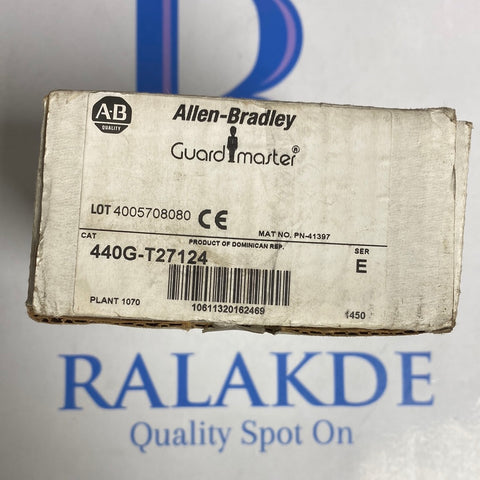 A·B
QUALITY
Allen-Bradley
Guardmaster®
LOT 4005708080 CE
MAT NO. PN-41397
CAT
PRODUCT OF DOMINICAN REP.
SER
440G-T27124
E
PLANT 1070
10611320162469
1450
RALAKDE
Quality Spot On